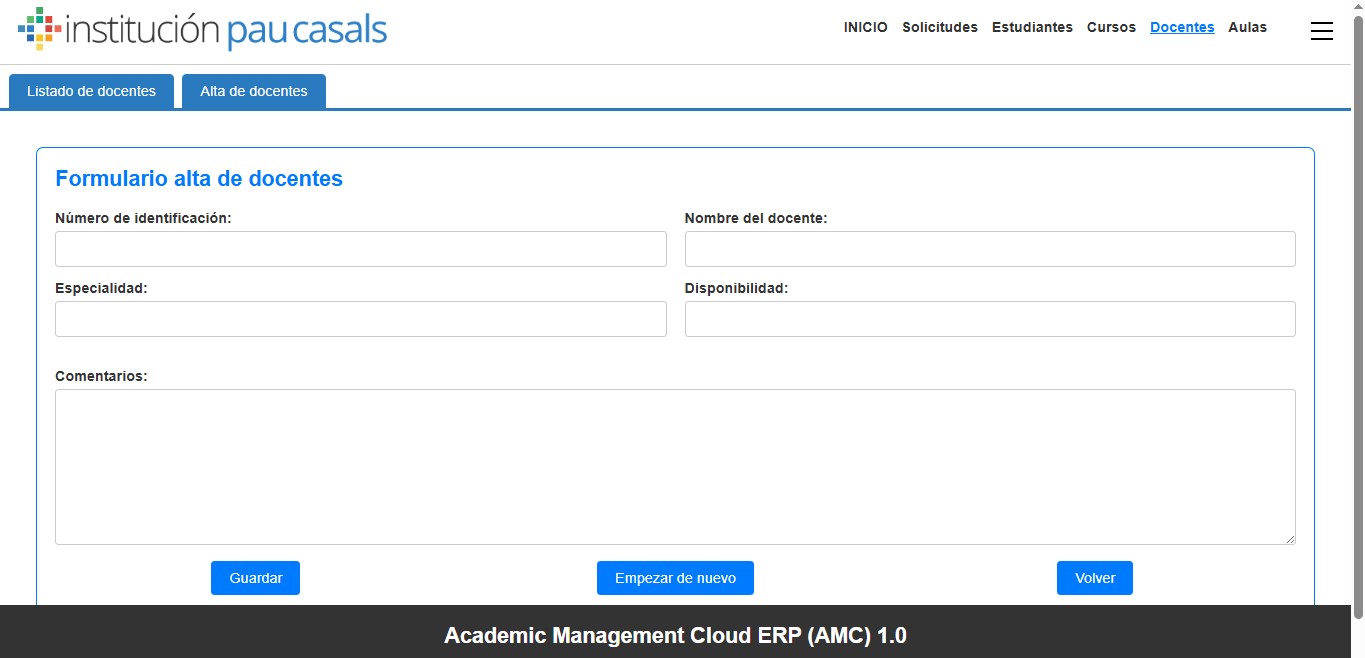 institución pau casals
INICIO Solicitudes Estudiantes Cursos Docentes Aulas
Listado de docentes Alta de docentes
Formulario alta de docentes
Número de identificación: Nombre del docente:
Especialidad: Disponibilidad:
Comentarios:
Guardar Empezar de nuevo Volver
Academic Management Cloud ERP (AMC) 1.0